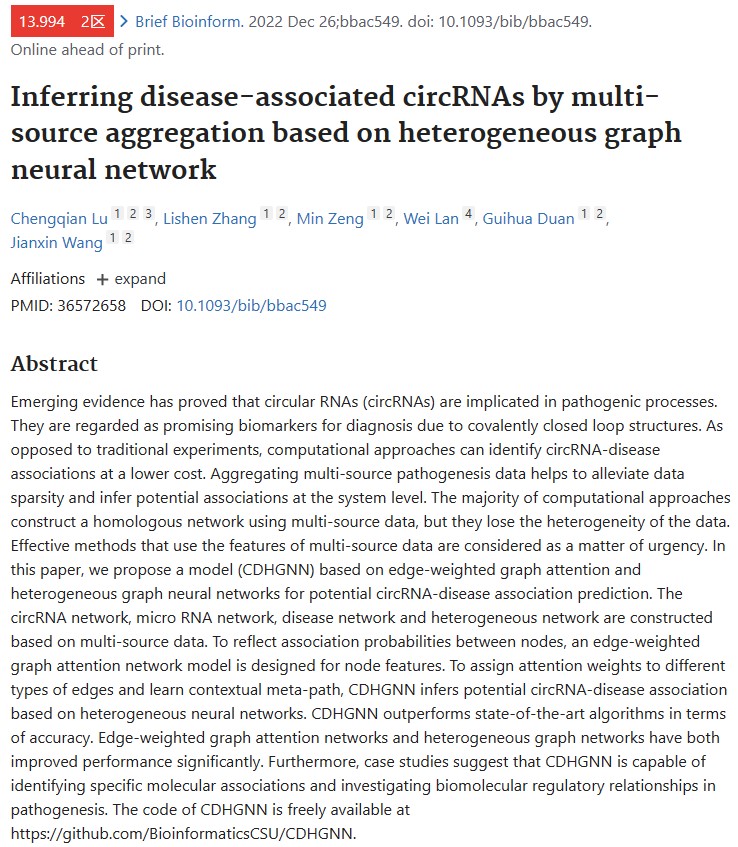 13.994 2区 > Brief Bioinform. 2022 Dec 26;bbac549. doi: 10.1093/bib/bbac549.
Online ahead of print.
Inferring disease-associated circRNAs by multi-
source aggregation based on heterogeneous graph
neural network
Chengqian Lu 1 2 3, Lishen Zhang 1 2, Min Zeng 1 2, Wei Lan 4, Guihua Duan 1 2,
Jianxin Wang 1 2
Affiliations + expand
PMID: 36572658 DOI: 10.1093/bib/bbac549
Abstract
Emerging evidence has proved that circular RNAs (circRNAs) are implicated in pathogenic processes.
They are regarded as promising biomarkers for diagnosis due to covalently closed loop structures. As
opposed to traditional experiments, computational approaches can identify circRNA-disease
associations at a lower cost. Aggregating multi-source pathogenesis data helps to alleviate data
sparsity and infer potential associations at the system level. The majority of computational approaches
construct a homologous network using multi-source data, but they lose the heterogeneity of the data.
Effective methods that use the features of multi-source data are considered as a matter of urgency. In
this paper, we propose a model (CDHGNN) based on edge-weighted graph attention and
heterogeneous graph neural networks for potential circRNA-disease association prediction. The
circRNA network, micro RNA network, disease network and heterogeneous network are constructed
based on multi-source data. To reflect association probabilities between nodes, an edge-weighted
graph attention network model is designed for node features. To assign attention weights to different
types of edges and learn contextual meta-path, CDHGNN infers potential circRNA-disease association
based on heterogeneous neural networks. CDHGNN outperforms state-of-the-art algorithms in terms
of accuracy. Edge-weighted graph attention networks and heterogeneous graph networks have both
improved performance significantly. Furthermore, case studies suggest that CDHGNN is capable of
identifying specific molecular associations and investigating biomolecular regulatory relationships in
pathogenesis. The code of CDHGNN is freely available at
https://github.com/BioinformaticsCSU/CDHGNN.